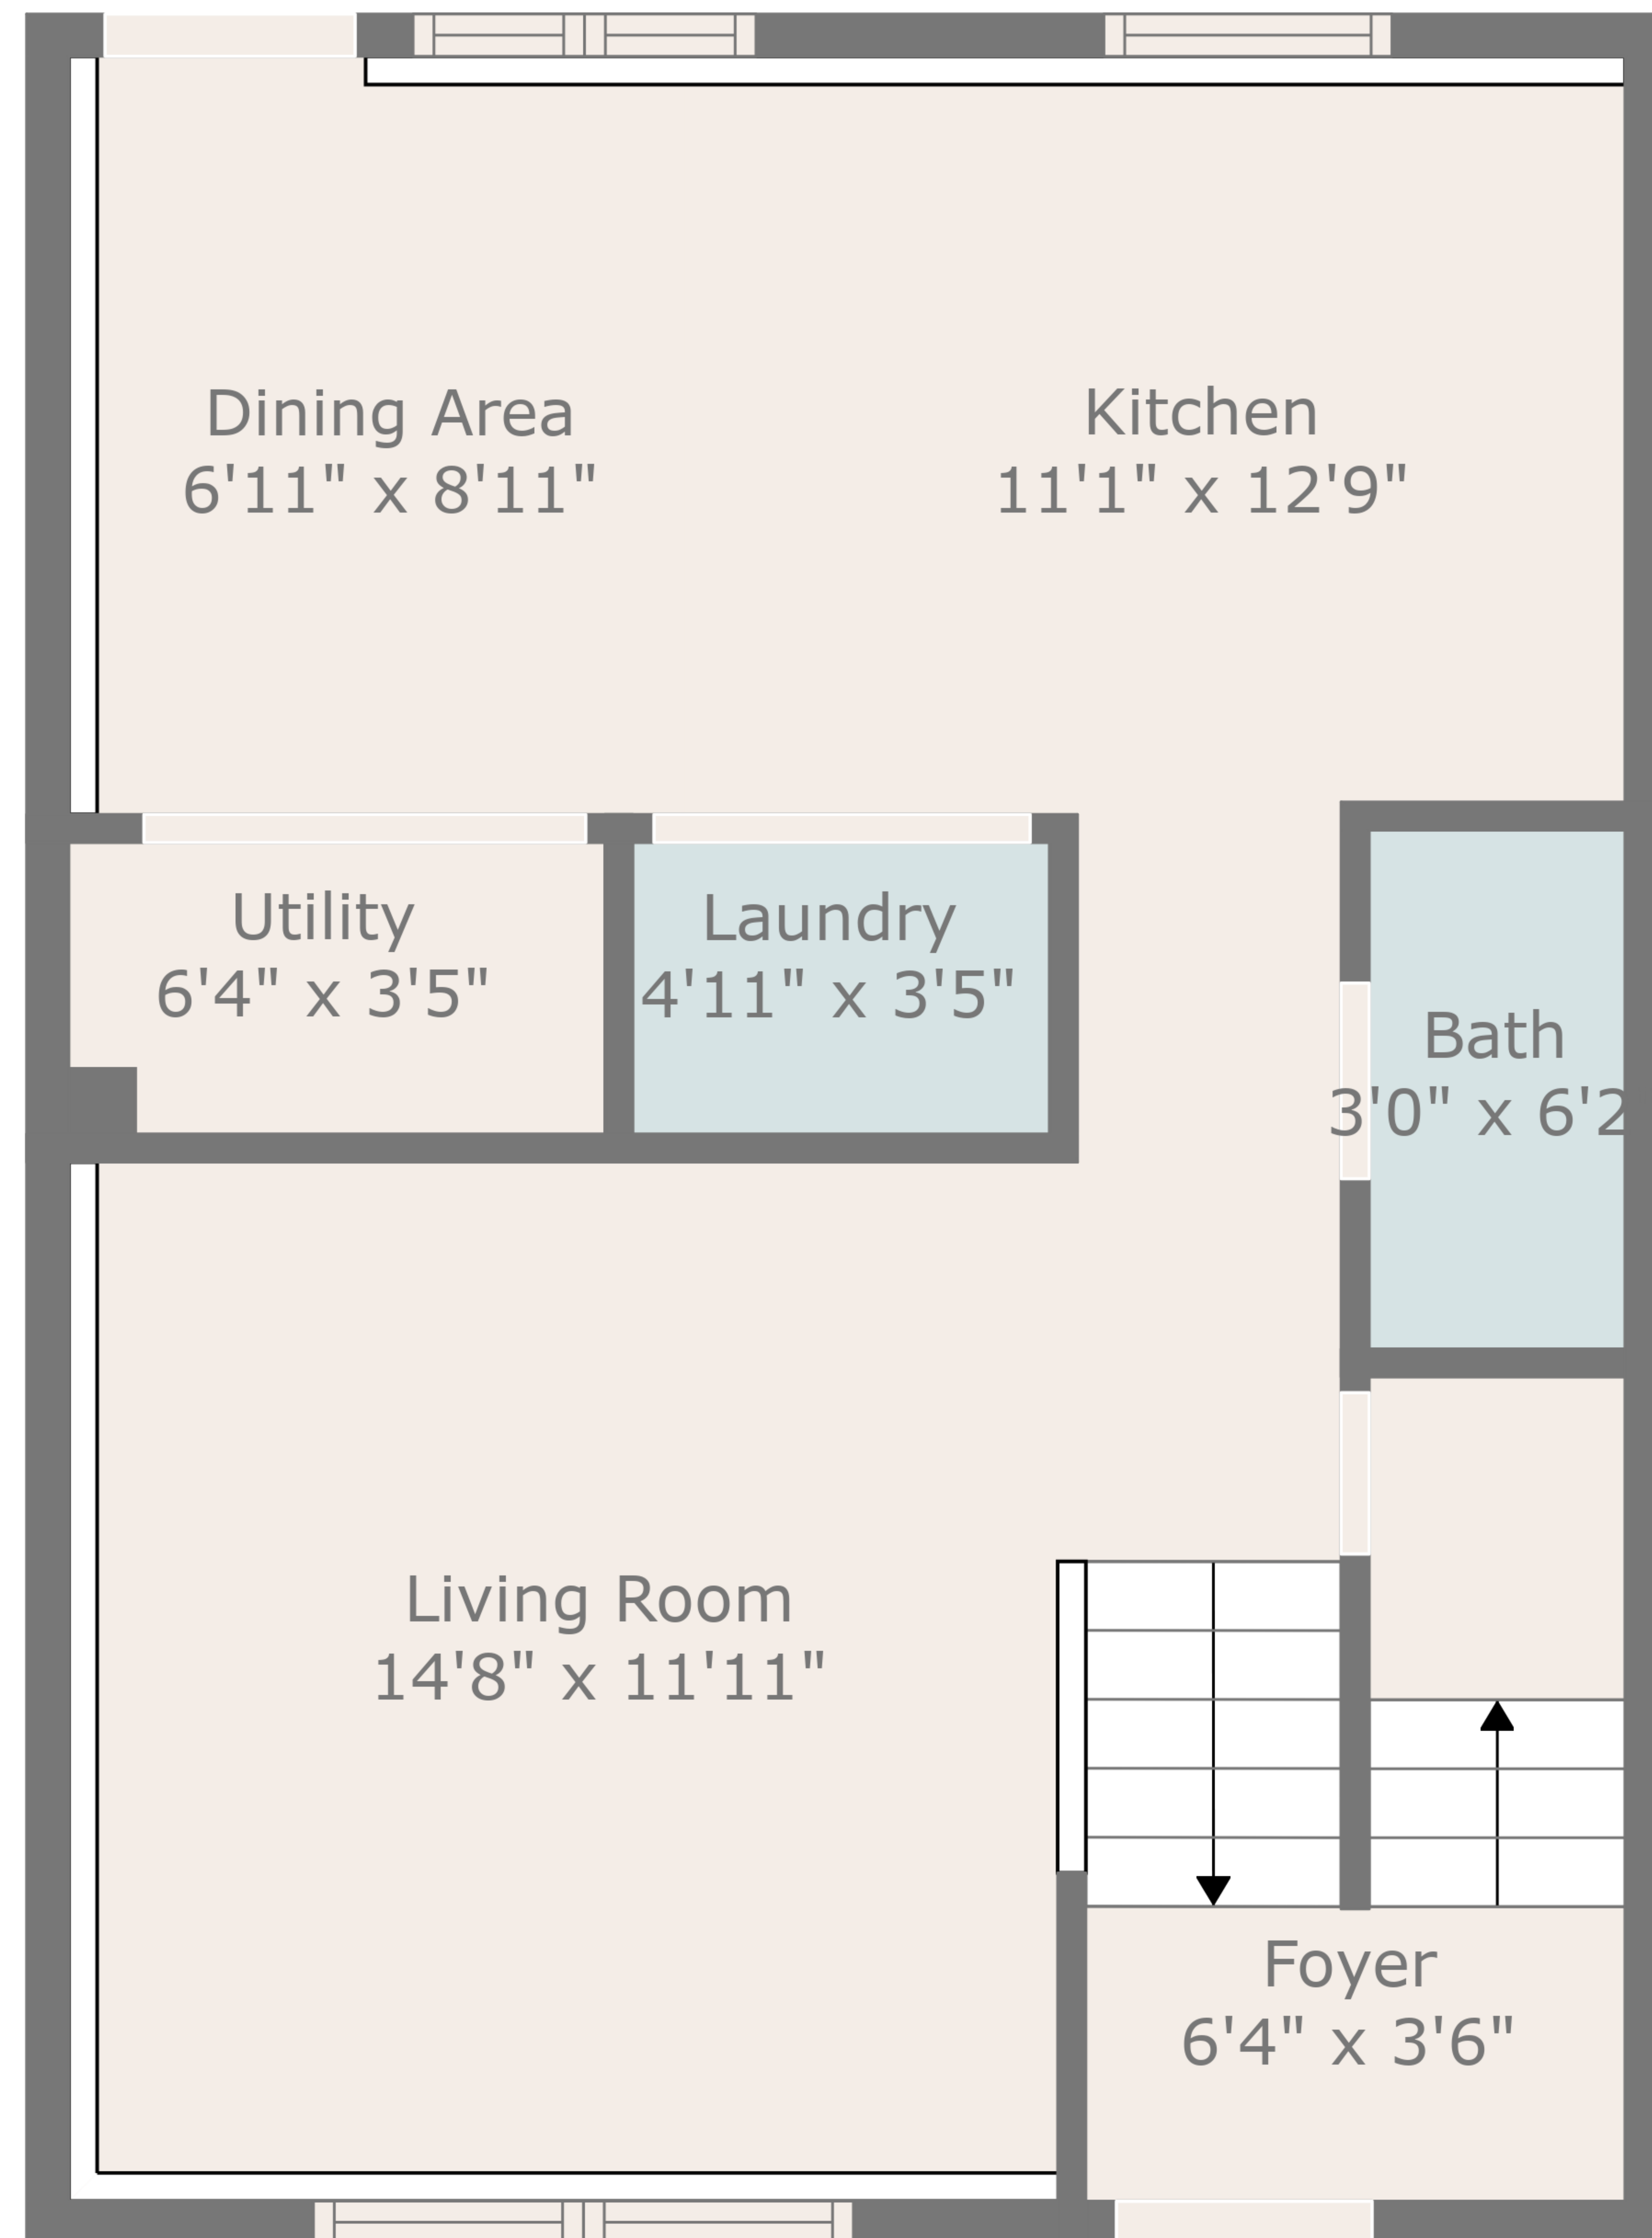 Dining Area
6'11" x 8'11"
Kitchen
11'1" x 12'9"
Utility
6'4" x 3'5"
Laundry
4'11" x 3'5"
Bath
3'0" x 6'2
Living Room
14'8" x 11'11"
Foyer
6'4" x 3'6"